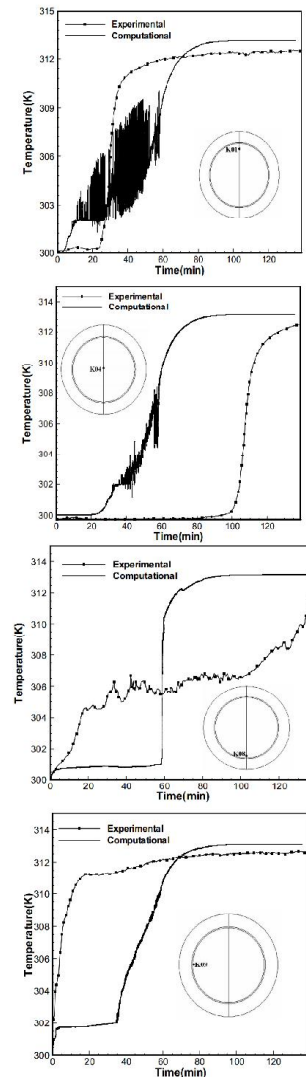 315
Experimental
Computational
312
309
306
303
300
Temperature(K)
K01
0 20 40 60 80 100 120
Time(min)
Experimental
Computational
314
312
310
308
306
304
302
300
Temperature(K)
K04
0 20 40 60 80 100 120
Time(min)
Experimental
Computational
314
312
310
308
306
304
302
300
Temperature(K)
K08
0 20 40 60 80 100 120
Time(min)
Experimental
Computational
314
312
310
308
306
304
302
300
Temperature(K)
0 20 40 60 80 100 120
Time(min)